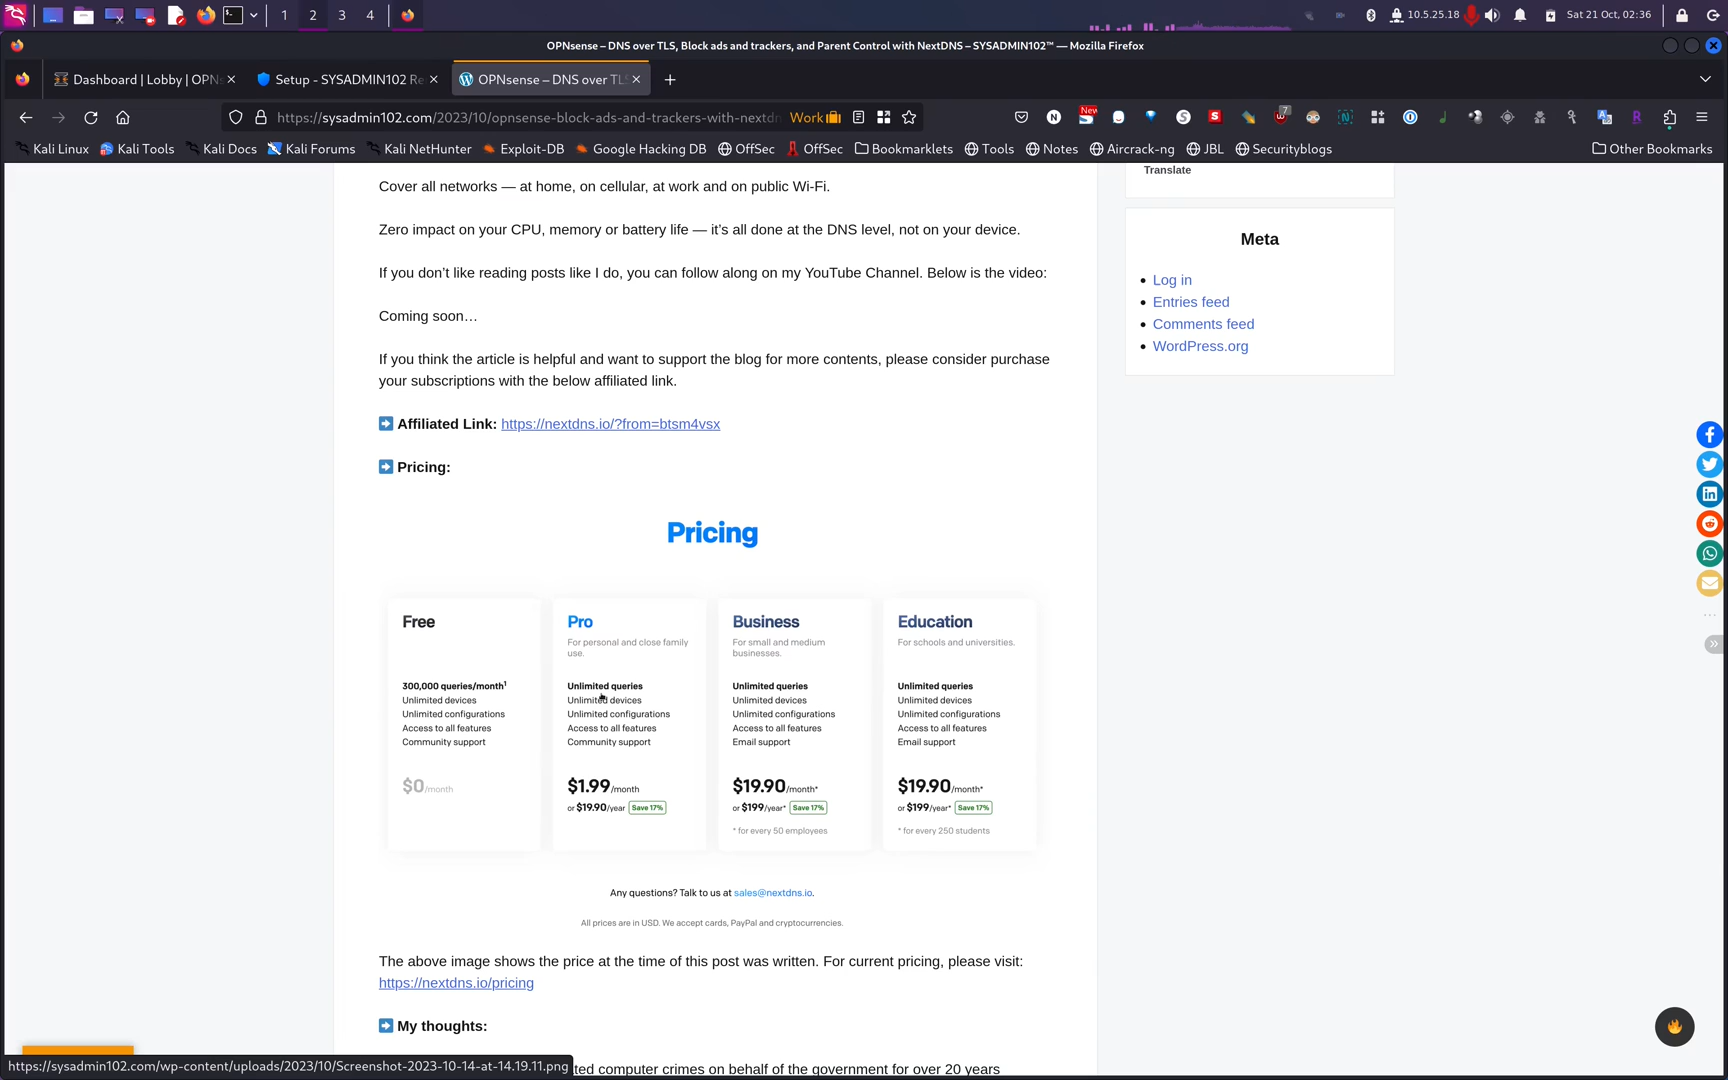 1 2 3 4 10.5.25.18 Sat 21 Oct, 02:36
OPNsense – DNS over TLS, Block ads and trackers, and Parent Control with NextDNS – SYSADMIN102™ — Mozilla Firefox
Dashboard | Lobby | OPN
Setup - SYSADMIN102 Re
OPNsense – DNS over TLS
https://sysadmin102.com/2023/10/opnsense-block-ads-and-trackers-with-nextdn
Work
New
7
Kali Linux
Kali Tools
Kali Docs
Kali Forums
Kali NetHunter
Exploit-DB
Google Hacking DB
OffSec
OffSec
Bookmarklets
Tools
Notes
Aircrack-ng
JBL
Securityblogs
Other Bookmarks
Cover all networks — at home, on cellular, at work and on public Wi-Fi.
Zero impact on your CPU, memory or battery life — it’s all done at the DNS level, not on your device.
If you don’t like reading posts like I do, you can follow along on my YouTube Channel. Below is the video:
Coming soon…
If you think the article is helpful and want to support the blog for more contents, please consider purchase
your subscriptions with the below affiliated link.
Affiliated Link: https://nextdns.io/?from=btsm4vsx
Pricing:
Pricing
Free
300,000 queries/month¹
Unlimited devices
Unlimited configurations
Access to all features
Community support
$0/month
Pro
For personal and close family
use.
Unlimited queries
Unlimited devices
Unlimited configurations
Access to all features
Community support
$1.99/month
or $19.90/year Save 17%
Business
For small and medium
businesses.
Unlimited queries
Unlimited devices
Unlimited configurations
Access to all features
Email support
$19.90/month*
or $199/year* Save 17%
* for every 50 employees
Education
For schools and universities.
Unlimited queries
Unlimited devices
Unlimited configurations
Access to all features
Email support
$19.90/month*
or $199/year* Save 17%
* for every 250 students
Any questions? Talk to us at sales@nextdns.io.
All prices are in USD. We accept cards, PayPal and cryptocurrencies.
The above image shows the price at the time of this post was written. For current pricing, please visit:
https://nextdns.io/pricing
My thoughts:
ted computer crimes on behalf of the government for over 20 years
https://sysadmin102.com/wp-content/uploads/2023/10/Screenshot-2023-10-14-at-14.19.11.png
Translate
Meta
Log in
Entries feed
Comments feed
WordPress.org